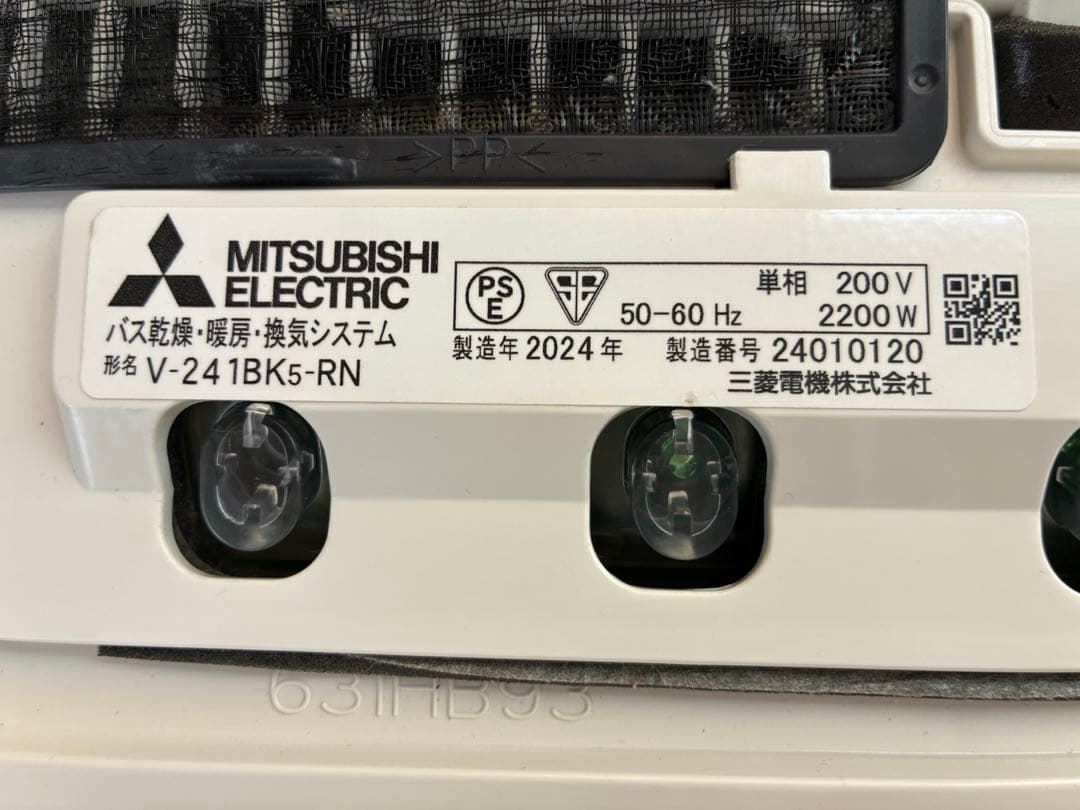 >PP<
MITSUBISHI
ELECTRIC
バス乾燥・暖房・換気システム
形名 V-241BK5-RN
PS
E
S
B
単相 200V
50-60 Hz 2200W
製造年 2024年 製造番号 24010120
三菱電機株式会社
631HB93